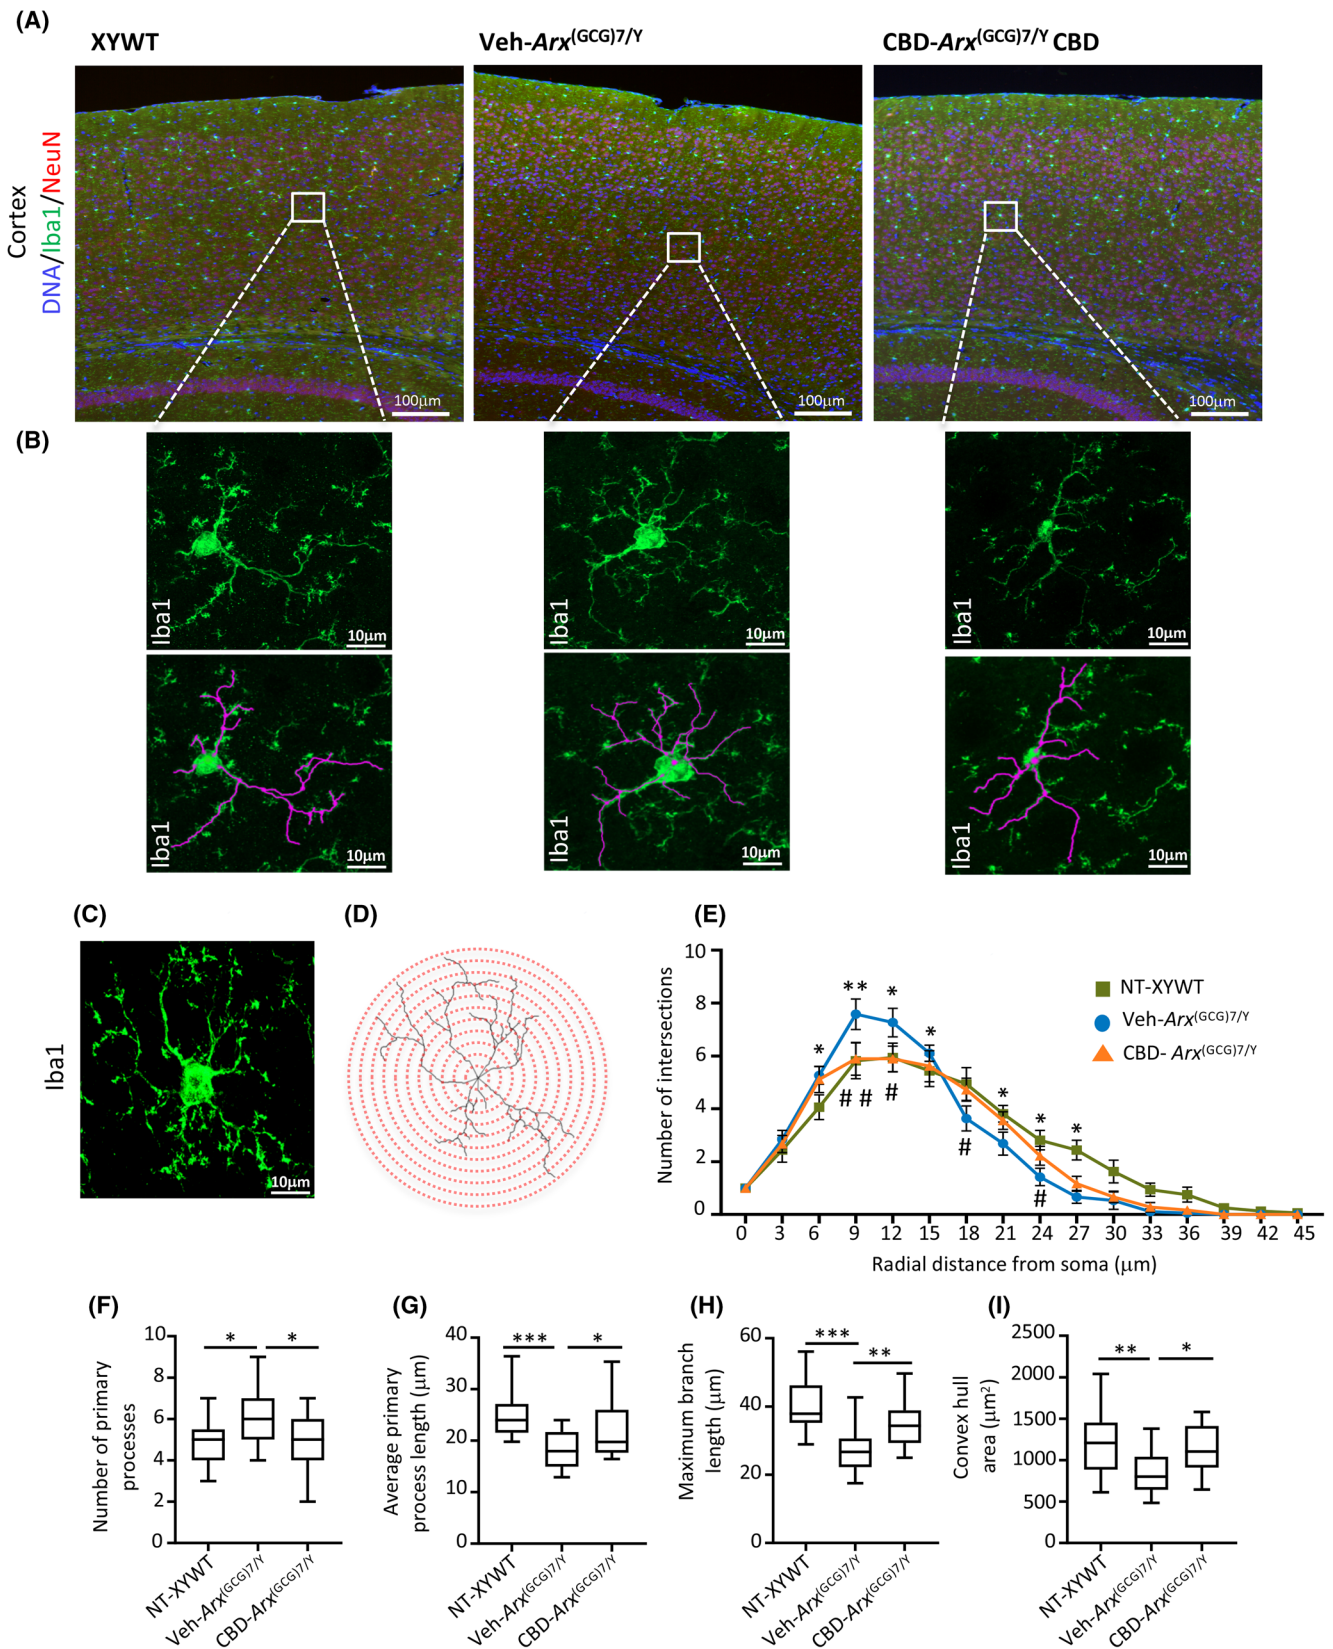 (A)
XYWT
Veh-Arx(GCG)7/Y
CBD-Arx(GCG)7/Y CBD
Cortex
DNA/Iba1/NeuN
100μm
100μm
100μm
(B)
Iba1
10μm
Iba1
10μm
Iba1
10μm
Iba1
10μm
Iba1
10μm
Iba1
10μm
(C)
Iba1
10μm
(D)
(E)
Number of intersections
10
8
6
4
2
0
*
**
*
*
*
*
*
# #
#
#
#
NT-XYWT
Veh-Arx(GCG)7/Y
CBD- Arx(GCG)7/Y
0 3 6 9 12 15 18 21 24 27 30 33 36 39 42 45
Radial distance from soma (μm)
(F)
Number of primary
processes
10
8
6
4
2
0
* *
NT-XYWT
Veh-Arx(GCG)7/Y
CBD-Arx(GCG)7/Y
(G)
Average primary
process length (μm)
40
30
20
10
0
*** *
NT-XYWT
Veh-Arx(GCG)7/Y
CBD-Arx(GCG)7/Y
(H)
Maximum branch
length (μm)
60
40
20
0
*** **
NT-XYWT
Veh-Arx(GCG)7/Y
CBD-Arx(GCG)7/Y
(I)
Convex hull
area (μm²)
2500
2000
1500
1000
500
0
** *
NT-XYWT
Veh-Arx(GCG)7/Y
CBD-Arx(GCG)7/Y